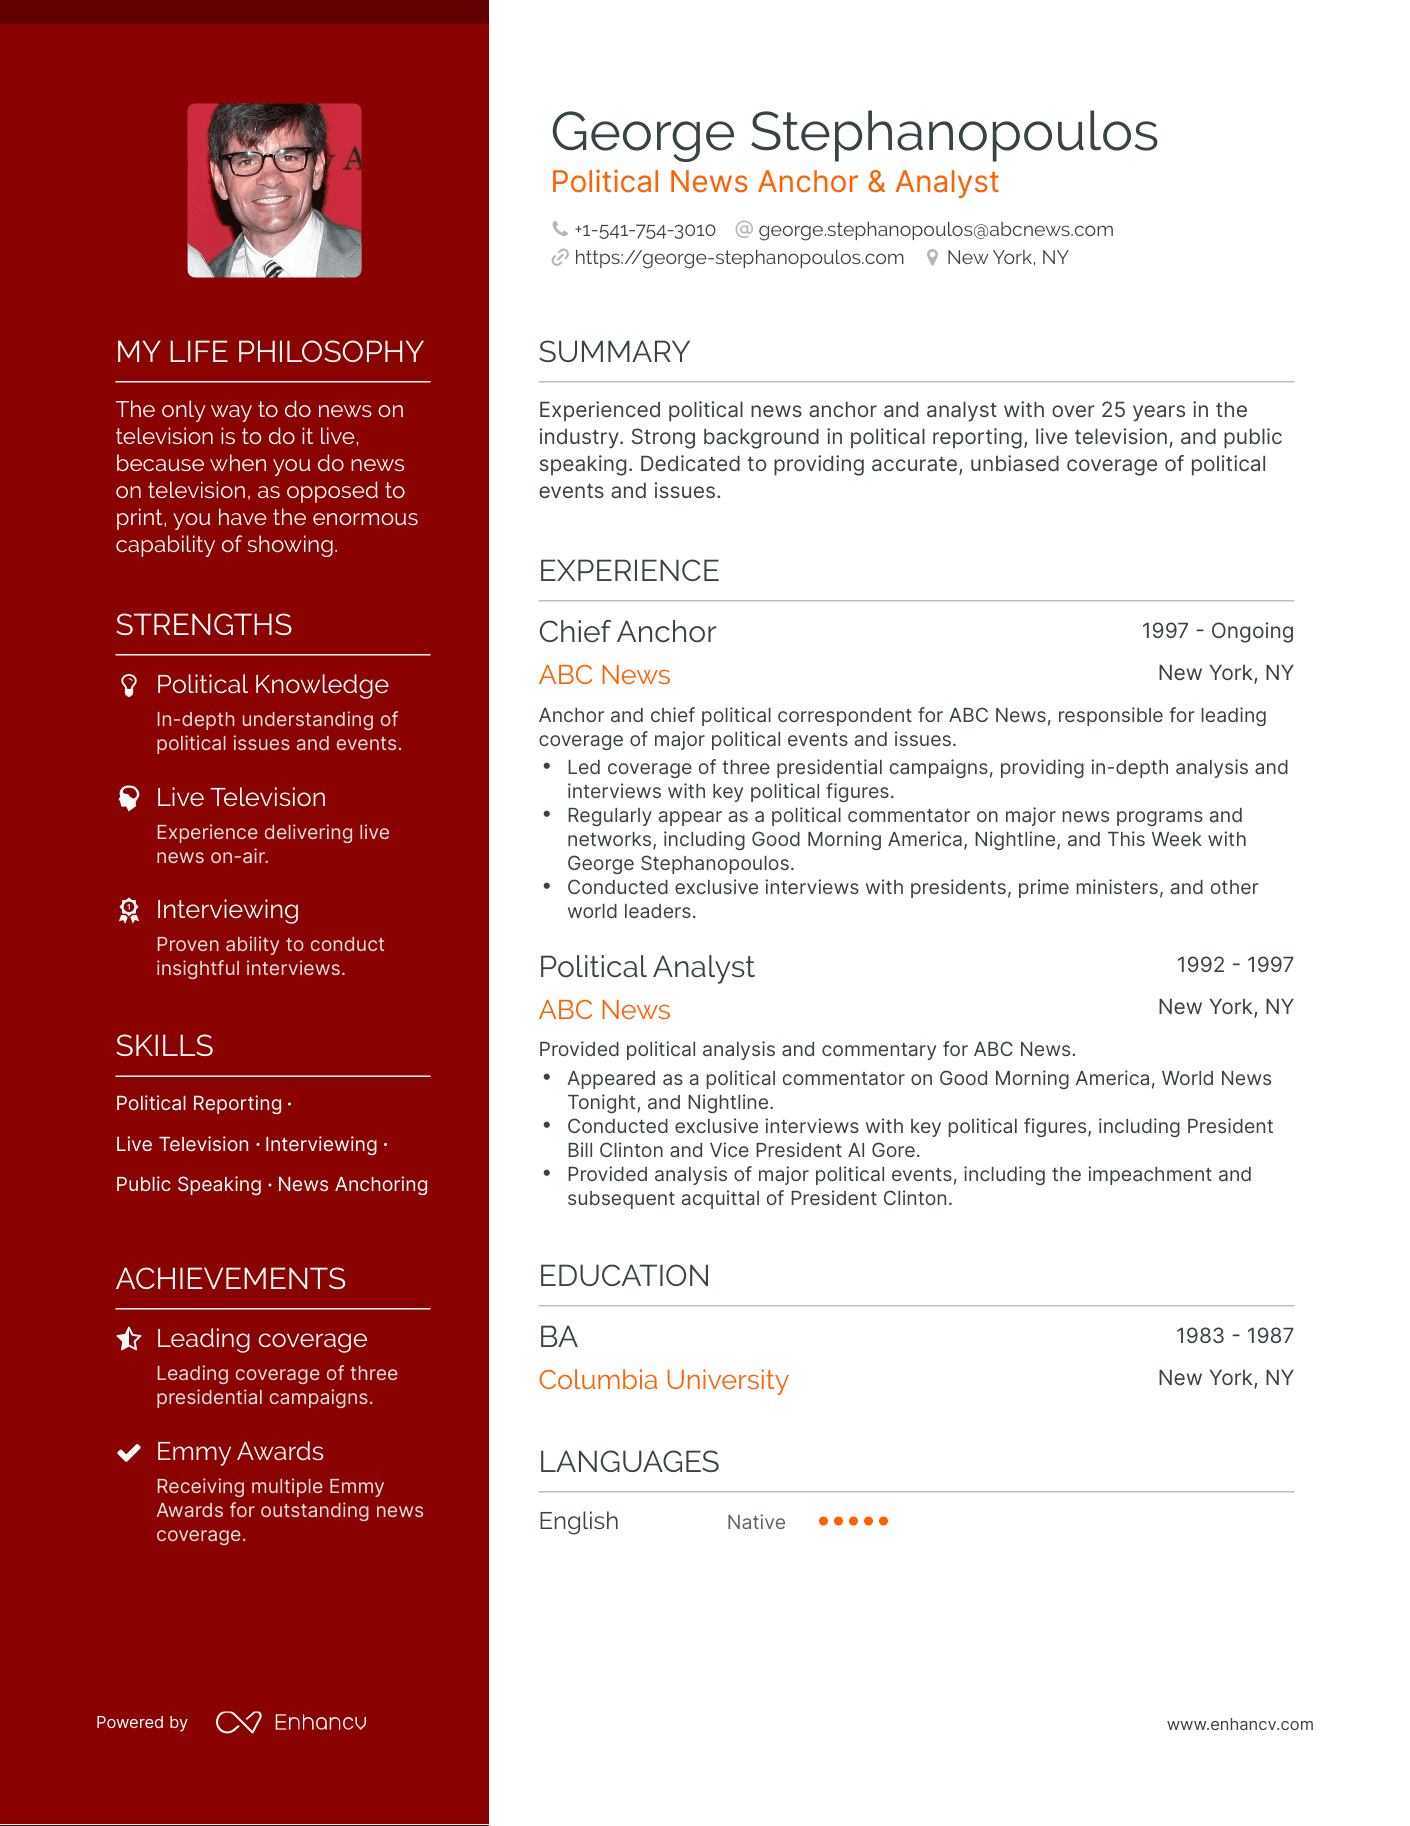 George Stephanopoulos
Political News Anchor & Analyst
+1-541-754-3010 george.stephanopoulos@abcnews.com
https://george-stephanopoulos.com New York, NY
MY LIFE PHILOSOPHY
The only way to do news on
television is to do it live,
because when you do news
on television, as opposed to
print, you have the enormous
capability of showing.
STRENGTHS
Political Knowledge
In-depth understanding of
political issues and events.
Live Television
Experience delivering live
news on-air.
Interviewing
Proven ability to conduct
insightful interviews.
SKILLS
Political Reporting ·
Live Television · Interviewing ·
Public Speaking · News Anchoring
ACHIEVEMENTS
Leading coverage
Leading coverage of three
presidential campaigns.
Emmy Awards
Receiving multiple Emmy
Awards for outstanding news
coverage.
SUMMARY
Experienced political news anchor and analyst with over 25 years in the
industry. Strong background in political reporting, live television, and public
speaking. Dedicated to providing accurate, unbiased coverage of political
events and issues.
EXPERIENCE
Chief Anchor 1997 - Ongoing
ABC News New York, NY
Anchor and chief political correspondent for ABC News, responsible for leading
coverage of major political events and issues.
• Led coverage of three presidential campaigns, providing in-depth analysis and
interviews with key political figures.
• Regularly appear as a political commentator on major news programs and
networks, including Good Morning America, Nightline, and This Week with
George Stephanopoulos.
• Conducted exclusive interviews with presidents, prime ministers, and other
world leaders.
Political Analyst 1992 - 1997
ABC News New York, NY
Provided political analysis and commentary for ABC News.
• Appeared as a political commentator on Good Morning America, World News
Tonight, and Nightline.
• Conducted exclusive interviews with key political figures, including President
Bill Clinton and Vice President Al Gore.
• Provided analysis of major political events, including the impeachment and
subsequent acquittal of President Clinton.
EDUCATION
BA 1983 - 1987
Columbia University New York, NY
LANGUAGES
English Native
Powered by Enhancv
www.enhancv.com